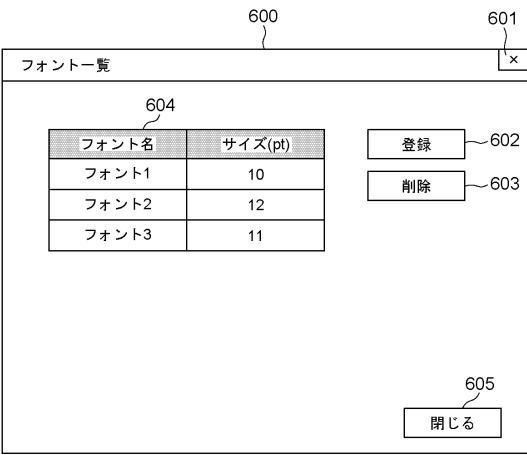 600
601
フォント一覧
×
604
フォント名 サイズ(pt)
登録
602
フォント1 10
削除
603
フォント2 12
フォント3 11
605
閉じる